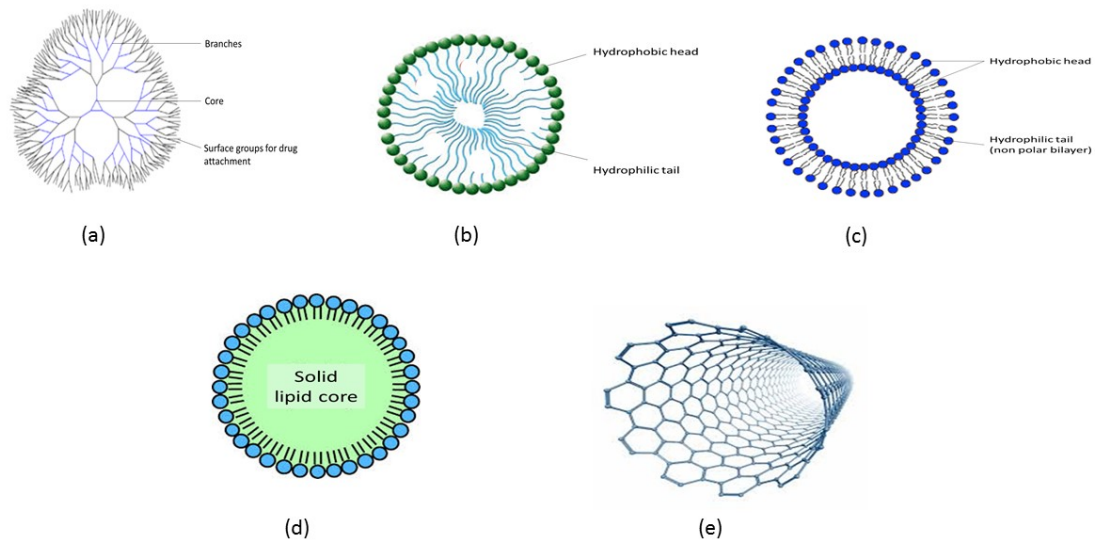 Branches
Core
Surface groups for drug
attachment
(a)
Hydrophobic head
Hydrophilic tail
(b)
Hydrophobic head
Hydrophilic tail
(non polar bilayer)
(c)
Solid
lipid core
(d)
(e)